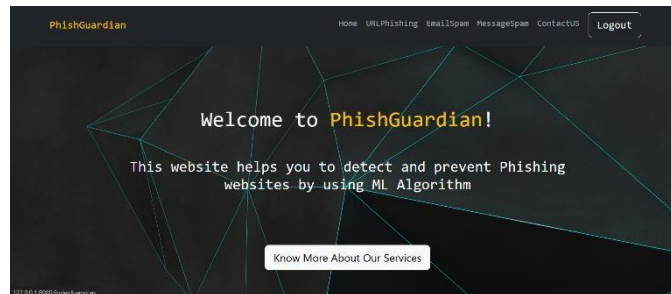 PhishGuardian
Home URLPhishing EmailSpam MessageSpam ContactUS Logout
Welcome to PhishGuardian!
This website helps you to detect and prevent Phishing
websites by using ML Algorithm
Know More About Our Services